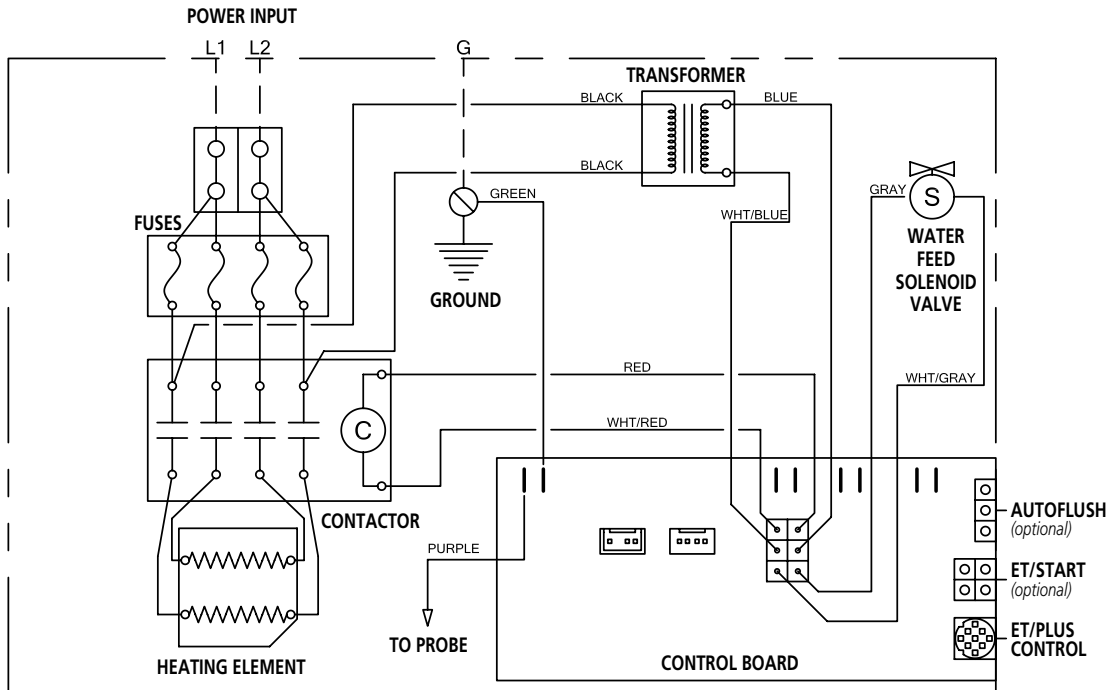 POWER INPUT
L1 L2
G
TRANSFORMER
BLACK
BLUE
BLACK
GREEN
GRAY
S
FUSES
WHT/BLUE
WATER
FEED
SOLENOID
VALVE
GROUND
RED
WHT/GRAY
C
WHT/RED
CONTACTOR
AUTOFLUSH
(optional)
PURPLE
ET/START
(optional)
TO PROBE
ET/PLUS
CONTROL
HEATING ELEMENT
CONTROL BOARD